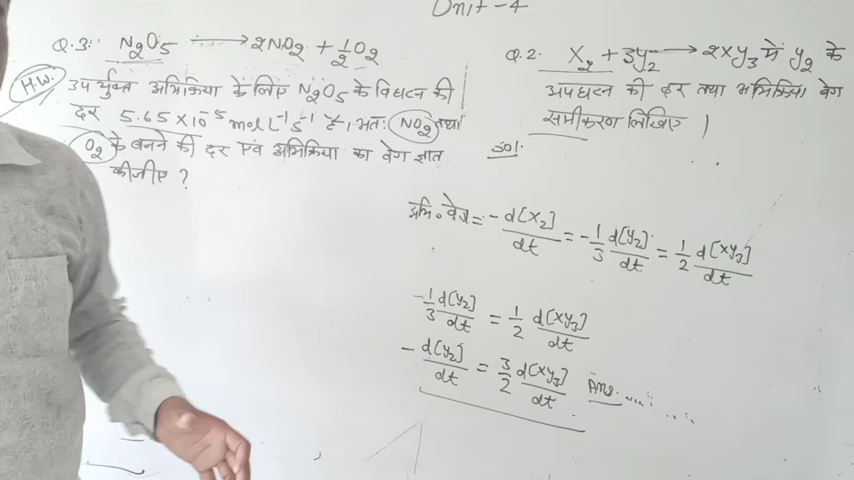 Unit-4
Q.3: N₂O₅ → 2NO₂ + 1/2 O₂
H.W.
उपर्युक्त अभिक्रिया के लिए N₂O₅ के विघटन की
दर 5.65 × 10⁻⁵ mol L⁻¹ S⁻¹ है, अतः NO₂ तथा
O₂ के बनने की दर एवं अभिक्रिया का वेग ज्ञात
कीजीए ?
Q.2. X₂ + 3y₂ → 2xy₃ में y₂ के
अपघटन की दर तथा अभिक्रिया वेग
समीकरण लिखिए |
Sol.
अभि० वेग = - d[X₂]/dt = - 1/3 d[y₂]/dt = 1/2 d[xy₃]/dt
- 1/3 d[y₂]/dt = 1/2 d[xy₃]/dt
- d[y₂]/dt = 3/2 d[xy₃]/dt Ans.